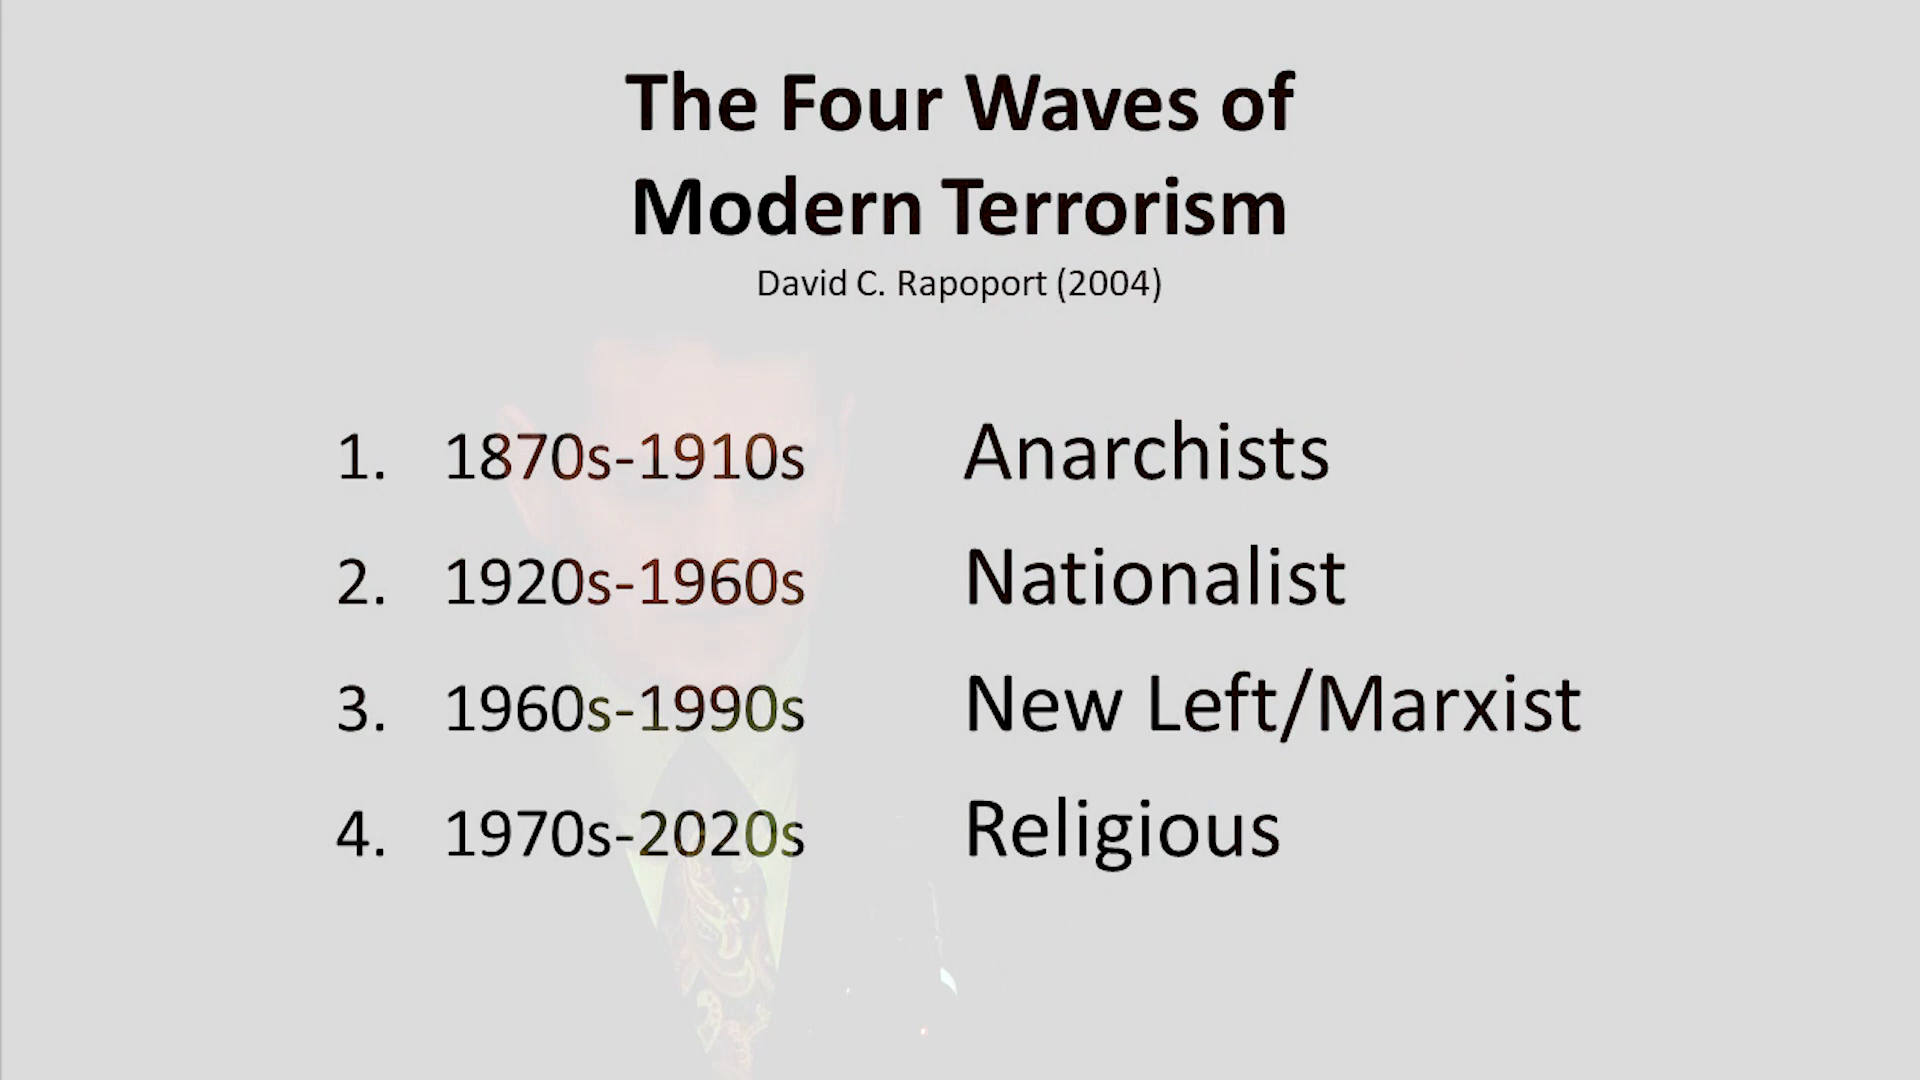 The Four Waves of
Modern Terrorism
David C. Rapoport (2004)
1. 1870s-1910s Anarchists
2. 1920s-1960s Nationalist
3. 1960s-1990s New Left/Marxist
4. 1970s-2020s Religious